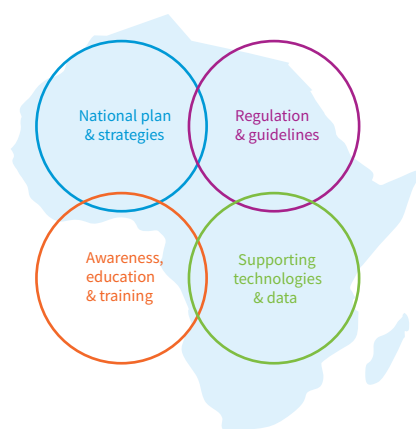 National plan
& strategies
Regulation
& guidelines
Awareness,
education
& training
Supporting
technologies
& data